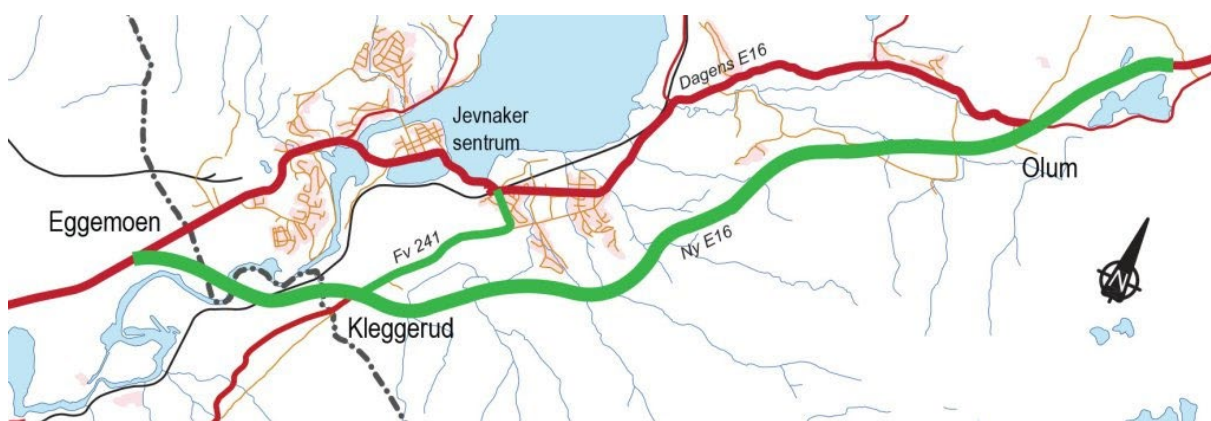 Dagens E16
Jevnaker
sentrum
Olum
Eggemoen
Fv 241
Ny E16
N
Kleggerud